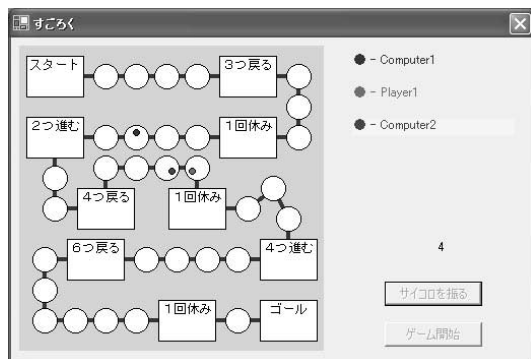 すごろく
スタート
3つ戻る
2つ進む
1回休み
4つ戻る
1回休み
6つ戻る
4つ進む
1回休み
ゴール
- Computer1
- Player1
- Computer2
4
サイコロを振る
ゲーム開始